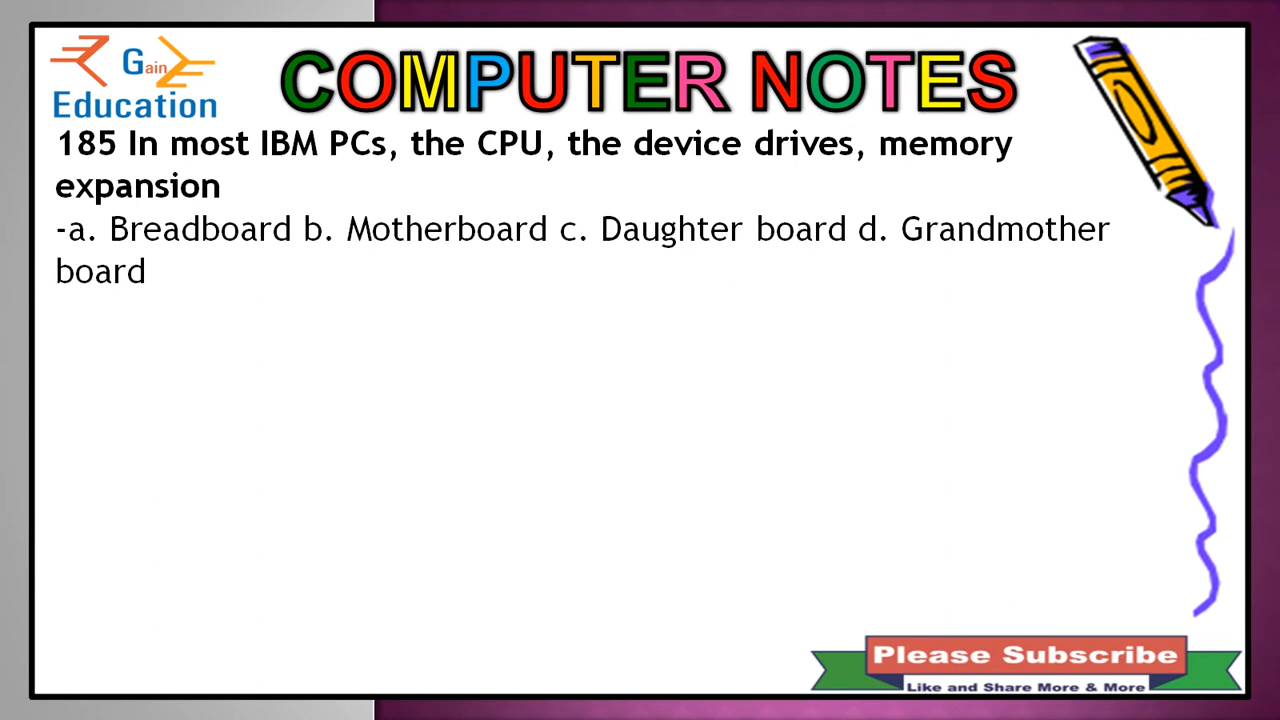 Gain
Education
COMPUTER NOTES
185 In most IBM PCs, the CPU, the device drives, memory
expansion
-a. Breadboard b. Motherboard c. Daughter board d. Grandmother
board
Please Subscribe
Like and Share More & More